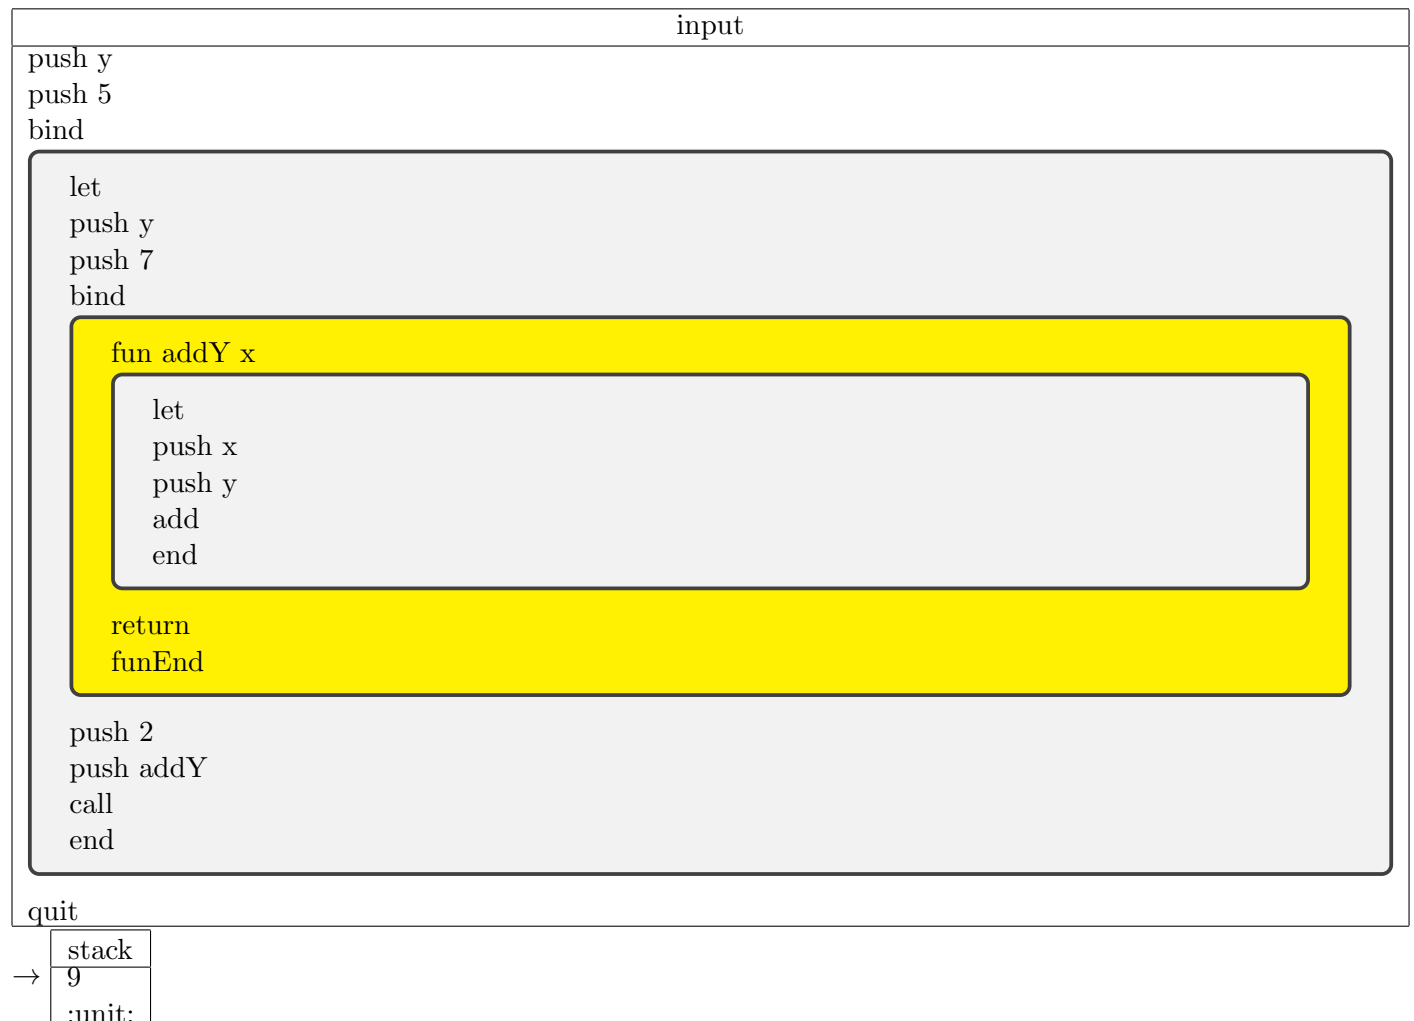 input
push y
push 5
bind
let
push y
push 7
bind
fun addY x
let
push x
push y
add
end
return
funEnd
push 2
push addY
call
end
quit
stack
→ 9
:unit: